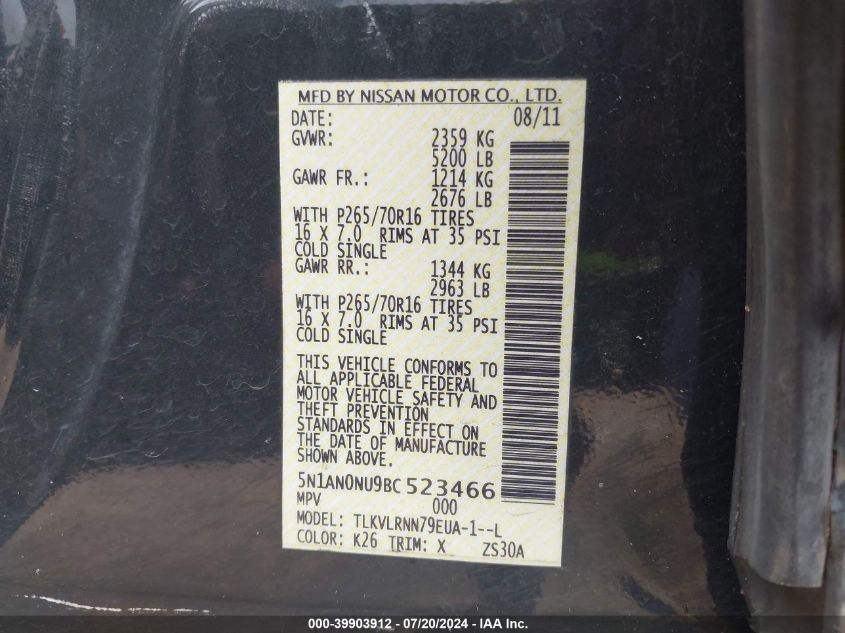 MFD BY NISSAN MOTOR CO., LTD.
DATE: 08/11
GVWR: 2359 KG
5200 LB
GAWR FR.: 1214 KG
2676 LB
WITH P265/70R16 TIRES
16 X 7.0 RIMS AT 35 PSI
COLD SINGLE
GAWR RR.: 1344 KG
2963 LB
WITH P265/70R16 TIRES
16 X 7.0 RIMS AT 35 PSI
COLD SINGLE
THIS VEHICLE CONFORMS TO
ALL APPLICABLE FEDERAL
MOTOR VEHICLE SAFETY AND
THEFT PREVENTION
STANDARDS IN EFFECT ON
THE DATE OF MANUFACTURE
SHOWN ABOVE.
5N1AN0NU9BC523466
MPV 000
MODEL: TLKVLRNN79EUA-1--L
COLOR: K26 TRIM: X ZS30A
000-39903912 - 07/20/2024 - IAA Inc.